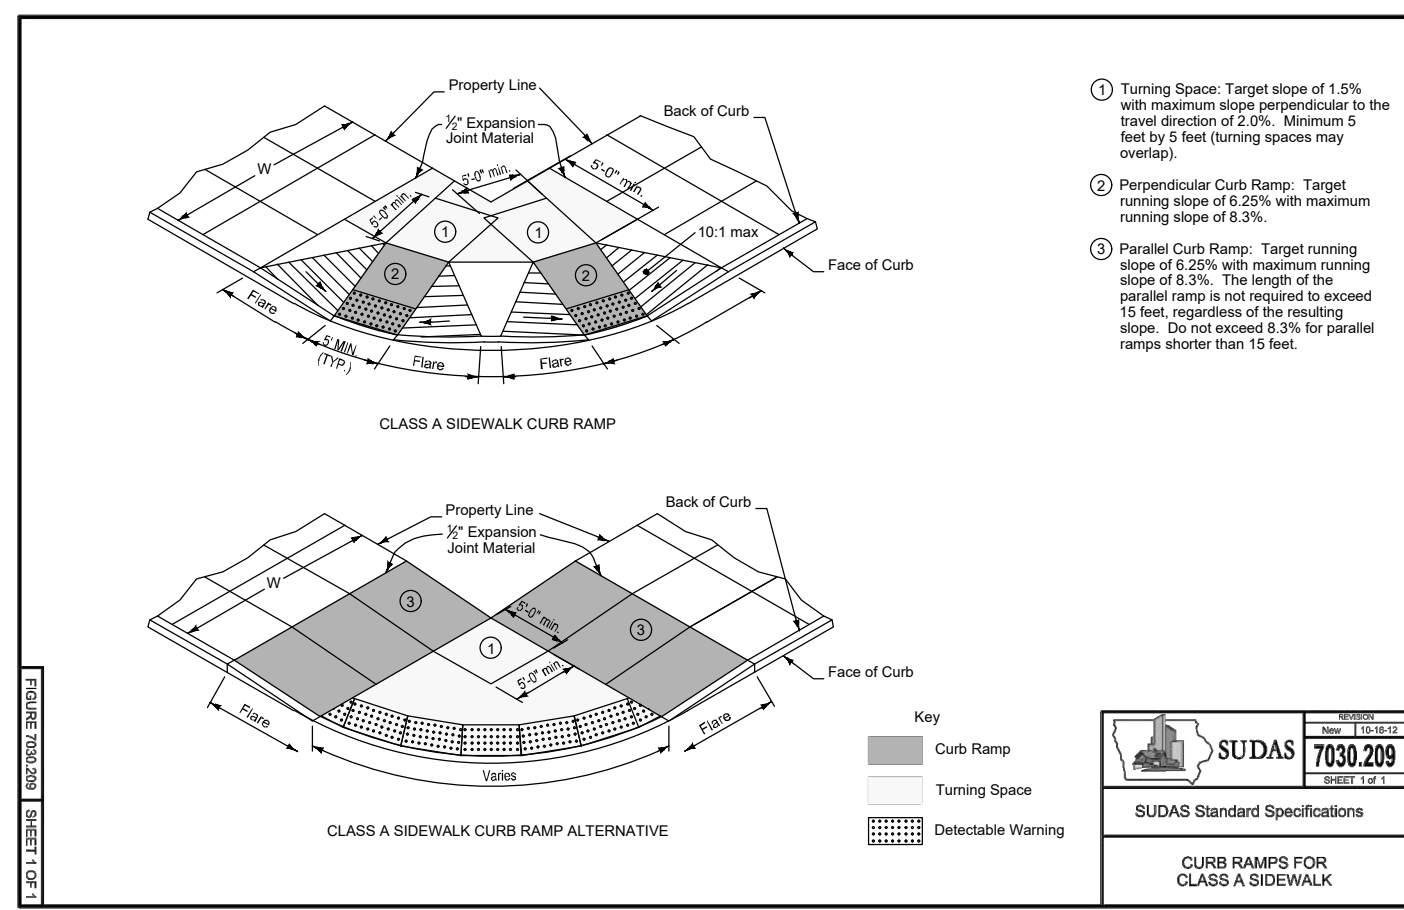 Property Line
Back of Curb
½" Expansion
Joint Material
W
5'-0" min.
5'-0" min.
5'-0" min.
1
1
10:1 max
2
2
Face of Curb
Flare
5' MIN
(TYP.)
Flare
Flare
CLASS A SIDEWALK CURB RAMP
1 Turning Space: Target slope of 1.5%
with maximum slope perpendicular to the
travel direction of 2.0%. Minimum 5
feet by 5 feet (turning spaces may
overlap).
2 Perpendicular Curb Ramp: Target
running slope of 6.25% with maximum
running slope of 8.3%.
3 Parallel Curb Ramp: Target running
slope of 6.25% with maximum running
slope of 8.3%. The length of the
parallel ramp is not required to exceed
15 feet, regardless of the resulting
slope. Do not exceed 8.3% for parallel
ramps shorter than 15 feet.
Property Line
Back of Curb
½" Expansion
Joint Material
W
3
5'-0" min.
3
1
5'-0" min.
Face of Curb
Flare
Flare
Varies
CLASS A SIDEWALK CURB RAMP ALTERNATIVE
Key
Curb Ramp
Turning Space
Detectable Warning
FIGURE 7030.209
SHEET 1 OF 1
SUDAS
REVISION
New
10-16-12
7030.209
SHEET 1 of 1
SUDAS Standard Specifications
CURB RAMPS FOR
CLASS A SIDEWALK